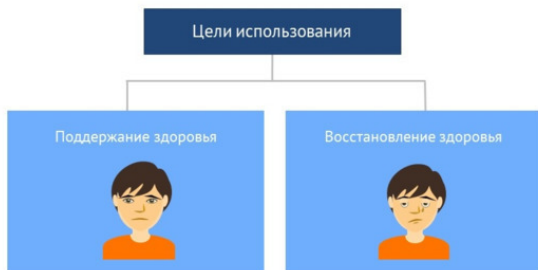 Цели использования
Поддержание здоровья
Восстановление здоровья